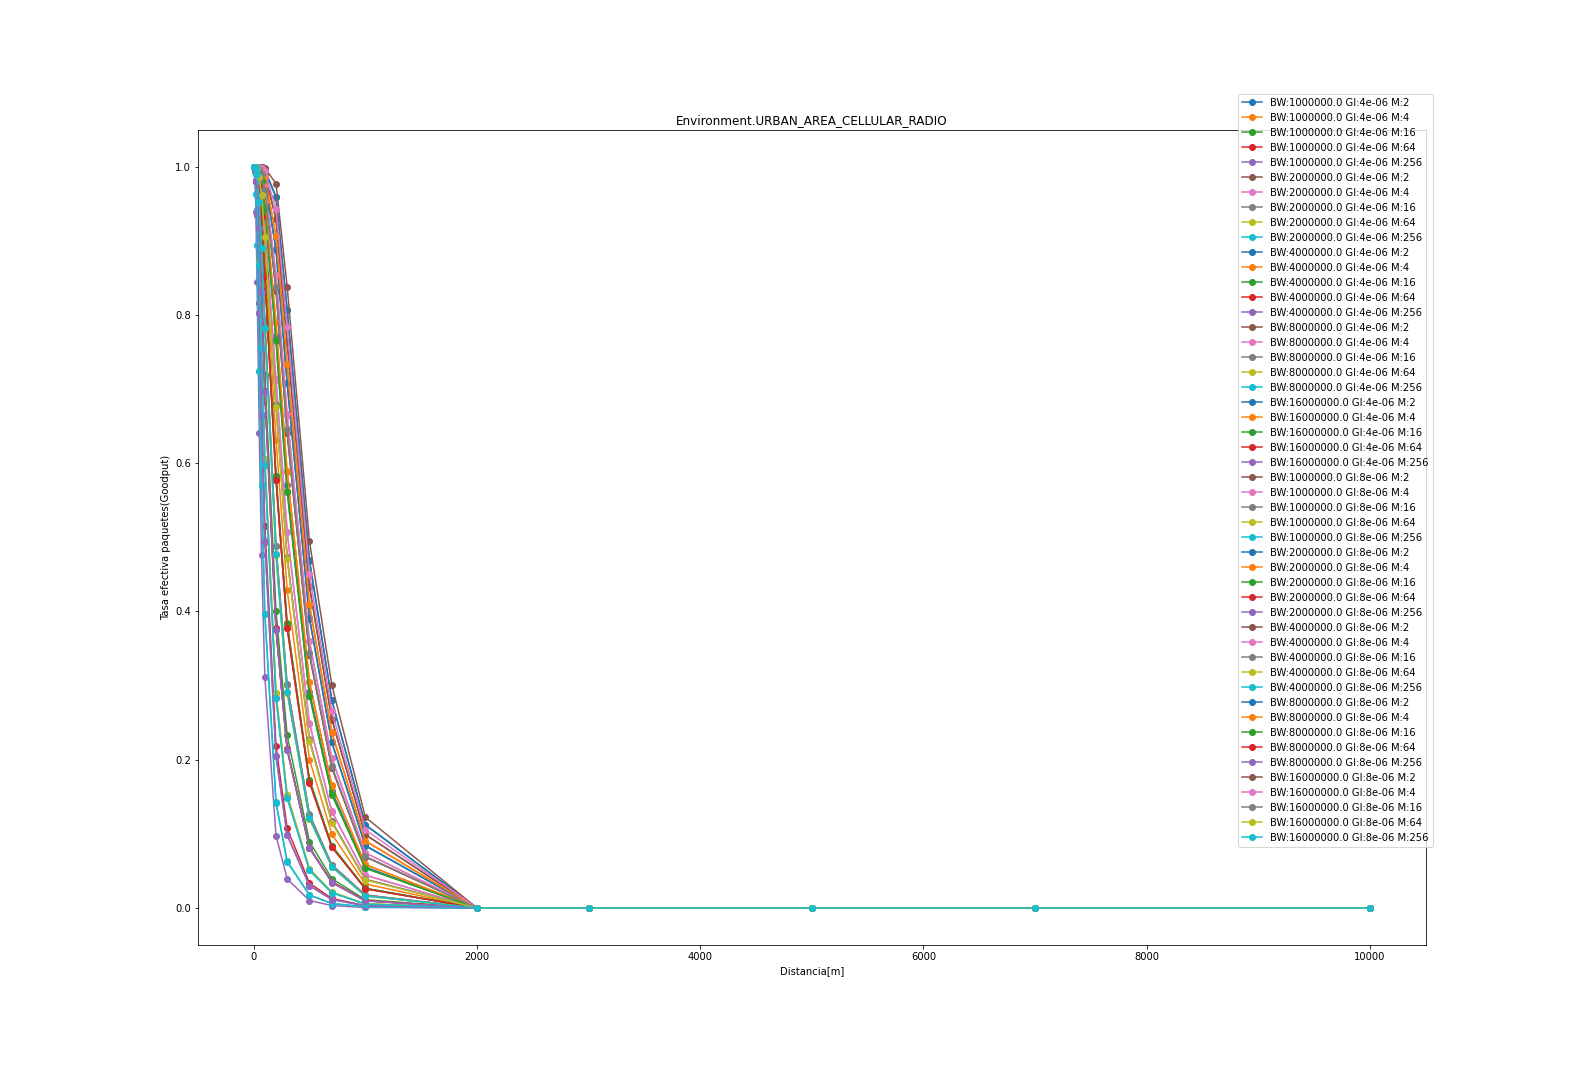 Environment.URBAN_AREA_CELLULAR_RADIO
BW:1000000.0 GI:4e-06 M:2
BW:1000000.0 GI:4e-06 M:4
BW:1000000.0 GI:4e-06 M:16
BW:1000000.0 GI:4e-06 M:64
BW:1000000.0 GI:4e-06 M:256
BW:2000000.0 GI:4e-06 M:2
BW:2000000.0 GI:4e-06 M:4
BW:2000000.0 GI:4e-06 M:16
BW:2000000.0 GI:4e-06 M:64
BW:2000000.0 GI:4e-06 M:256
BW:4000000.0 GI:4e-06 M:2
BW:4000000.0 GI:4e-06 M:4
BW:4000000.0 GI:4e-06 M:16
BW:4000000.0 GI:4e-06 M:64
BW:4000000.0 GI:4e-06 M:256
BW:8000000.0 GI:4e-06 M:2
BW:8000000.0 GI:4e-06 M:4
BW:8000000.0 GI:4e-06 M:16
BW:8000000.0 GI:4e-06 M:64
BW:8000000.0 GI:4e-06 M:256
BW:16000000.0 GI:4e-06 M:2
BW:16000000.0 GI:4e-06 M:4
BW:16000000.0 GI:4e-06 M:16
BW:16000000.0 GI:4e-06 M:64
BW:16000000.0 GI:4e-06 M:256
BW:1000000.0 GI:8e-06 M:2
BW:1000000.0 GI:8e-06 M:4
BW:1000000.0 GI:8e-06 M:16
BW:1000000.0 GI:8e-06 M:64
BW:1000000.0 GI:8e-06 M:256
BW:2000000.0 GI:8e-06 M:2
BW:2000000.0 GI:8e-06 M:4
BW:2000000.0 GI:8e-06 M:16
BW:2000000.0 GI:8e-06 M:64
BW:2000000.0 GI:8e-06 M:256
BW:4000000.0 GI:8e-06 M:2
BW:4000000.0 GI:8e-06 M:4
BW:4000000.0 GI:8e-06 M:16
BW:4000000.0 GI:8e-06 M:64
BW:4000000.0 GI:8e-06 M:256
BW:8000000.0 GI:8e-06 M:2
BW:8000000.0 GI:8e-06 M:4
BW:8000000.0 GI:8e-06 M:16
BW:8000000.0 GI:8e-06 M:64
BW:8000000.0 GI:8e-06 M:256
BW:16000000.0 GI:8e-06 M:2
BW:16000000.0 GI:8e-06 M:4
BW:16000000.0 GI:8e-06 M:16
BW:16000000.0 GI:8e-06 M:64
BW:16000000.0 GI:8e-06 M:256
Tasa efectiva paquetes(Goodput)
1.0
0.8
0.6
0.4
0.2
0.0
0 2000 4000 6000 8000 10000
Distancia[m]